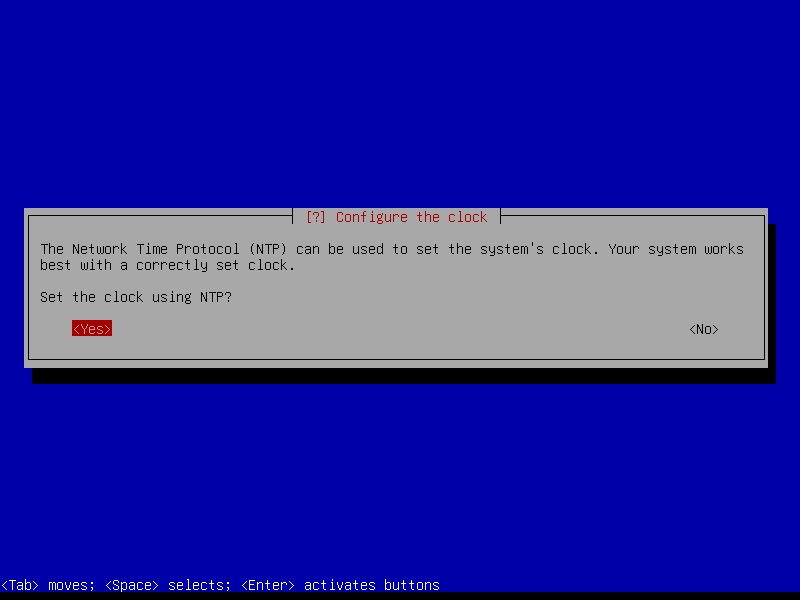 [?] Configure the clock
The Network Time Protocol (NTP) can be used to set the system's clock. Your system works
best with a correctly set clock.
Set the clock using NTP?
<Yes> <No>
<Tab> moves; <Space> selects; <Enter> activates buttons